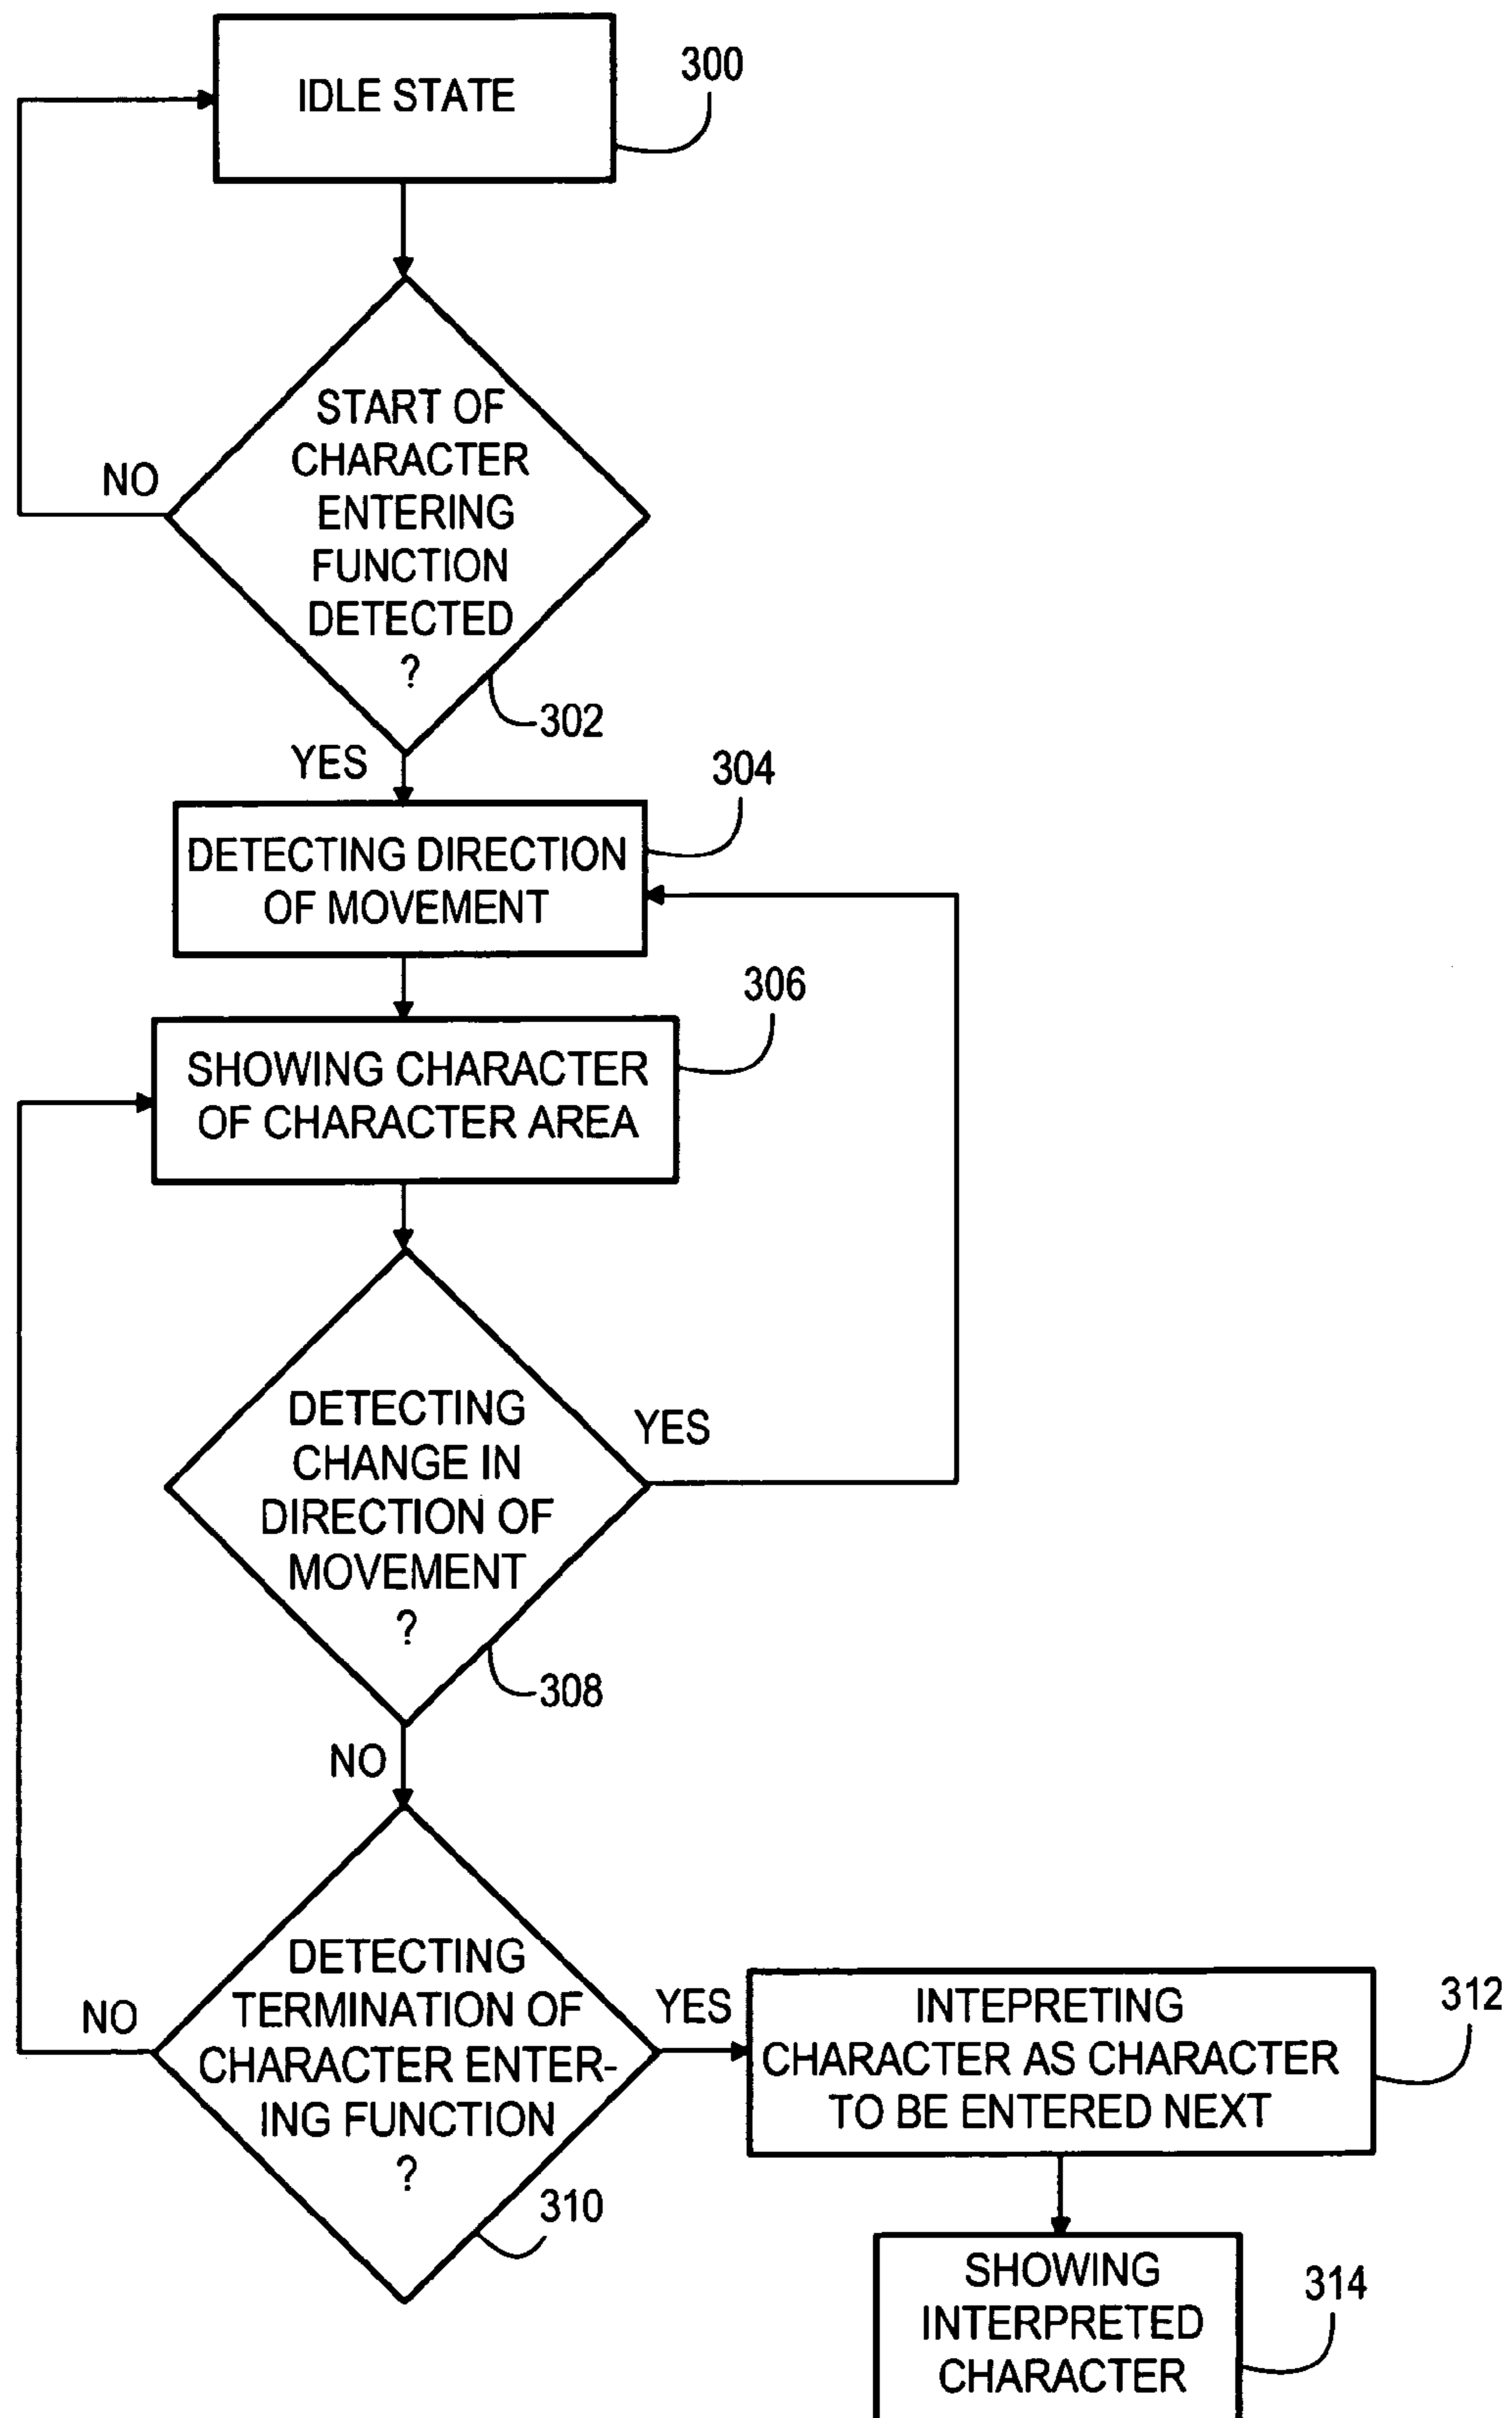 IDLE STATE
300
START OF
CHARACTER
ENTERING
FUNCTION
DETECTED
?
NO
302
YES
304
DETECTING DIRECTION
OF MOVEMENT
306
SHOWING CHARACTER
OF CHARACTER AREA
DETECTING
CHANGE IN
DIRECTION OF
MOVEMENT
?
YES
308
NO
DETECTING
TERMINATION OF
CHARACTER ENTER-
ING FUNCTION
?
NO
YES
310
INTEPRETING
CHARACTER AS CHARACTER
TO BE ENTERED NEXT
312
SHOWING
INTERPRETED
CHARACTER
314